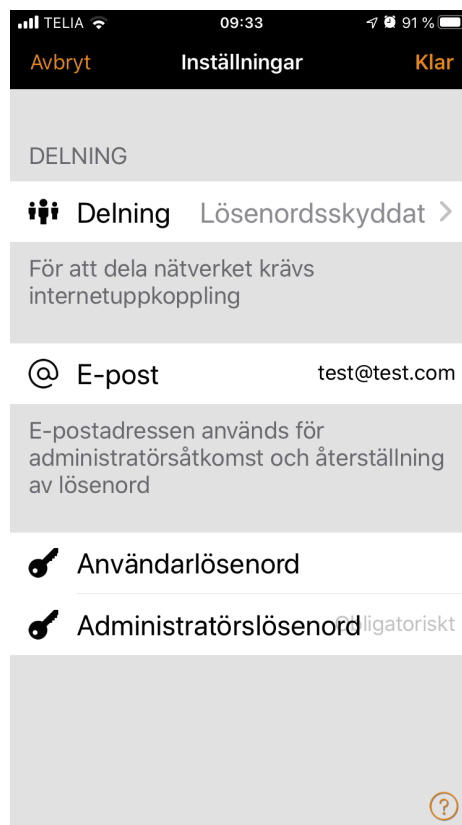 TELIA 09:33 91 %
Avbryt Inställningar Klar
DELNING
Delning Lösenordsskyddat
För att dela nätverket krävs
internetuppkoppling
E-post test@test.com
E-postadressen används för
administratörsåtkomst och återställning
av lösenord
Användarlösenord
Administratörslösenord Obligatoriskt
?